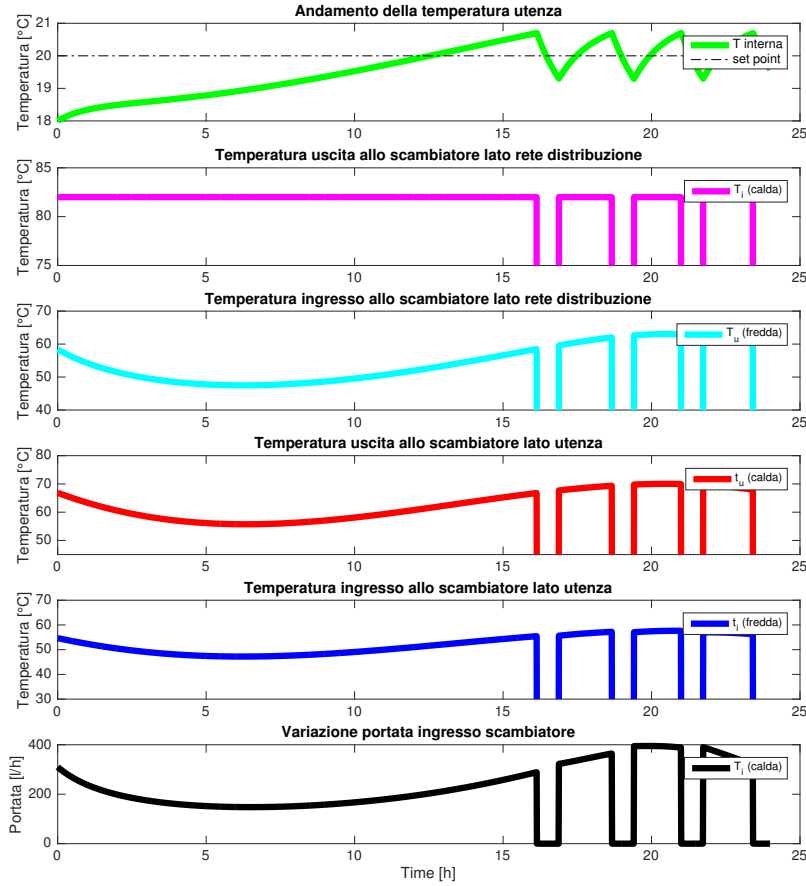 Andamento della temperatura utenza
Temperatura [°C]
21
20
19
18
T interna
set point
0 5 10 15 20 25
Temperatura uscita allo scambiatore lato rete distribuzione
Temperatura [°C]
85
80
75
T_i (calda)
0 5 10 15 20 25
Temperatura ingresso allo scambiatore lato rete distribuzione
Temperatura [°C]
70
60
50
40
T_u (fredda)
0 5 10 15 20 25
Temperatura uscita allo scambiatore lato utenza
Temperatura [°C]
80
70
60
50
t_u (calda)
0 5 10 15 20 25
Temperatura ingresso allo scambiatore lato utenza
Temperatura [°C]
70
60
50
40
30
t_i (fredda)
0 5 10 15 20 25
Variazione portata ingresso scambiatore
Portata [l/h]
400
200
0
T_i (calda)
0 5 10 15 20 25
Time [h]